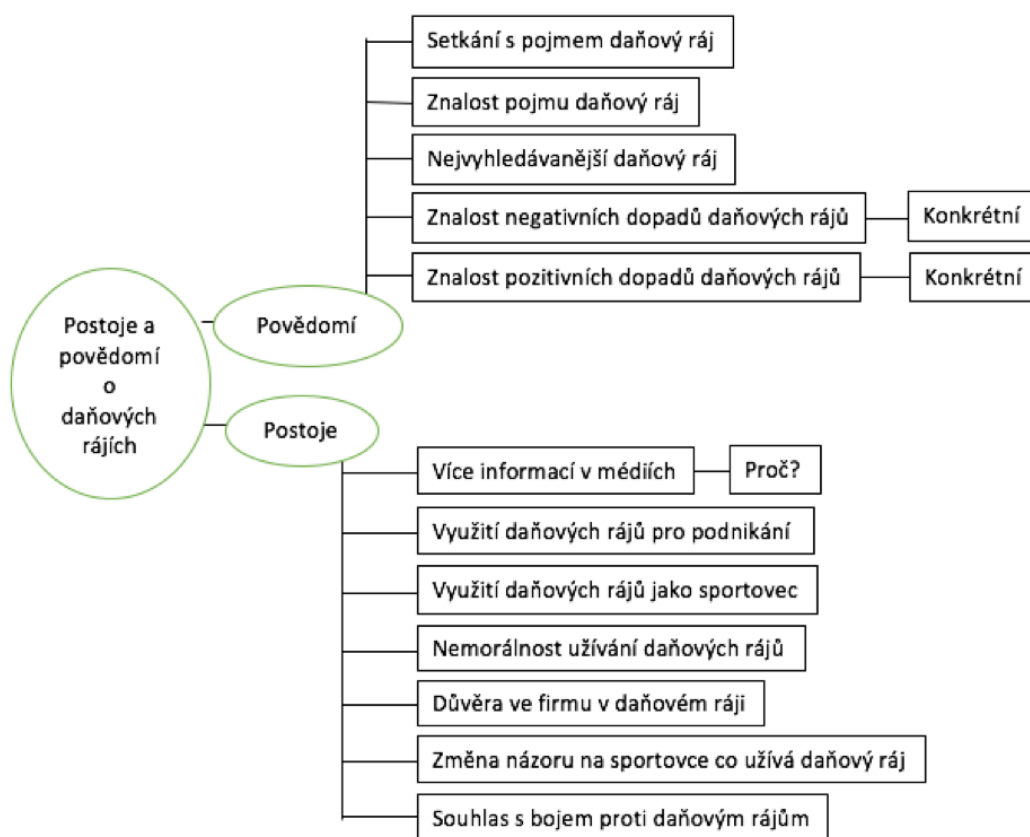 Setkání s pojmem daňový ráj
Znalost pojmu daňový ráj
Nejvyhledávanější daňový ráj
Znalost negativních dopadů daňových rájů
Konkrétní
Znalost pozitivních dopadů daňových rájů
Konkrétní
Postoje a
povědomí
o
daňových
rájích
Povědomí
Postoje
Více informací v médiích
Proč?
Využití daňových rájů pro podnikání
Využití daňových rájů jako sportovec
Nemorálnost užívání daňových rájů
Důvěra ve firmu v daňovém ráji
Změna názoru na sportovce co užívá daňový ráj
Souhlas s bojem proti daňovým rájům